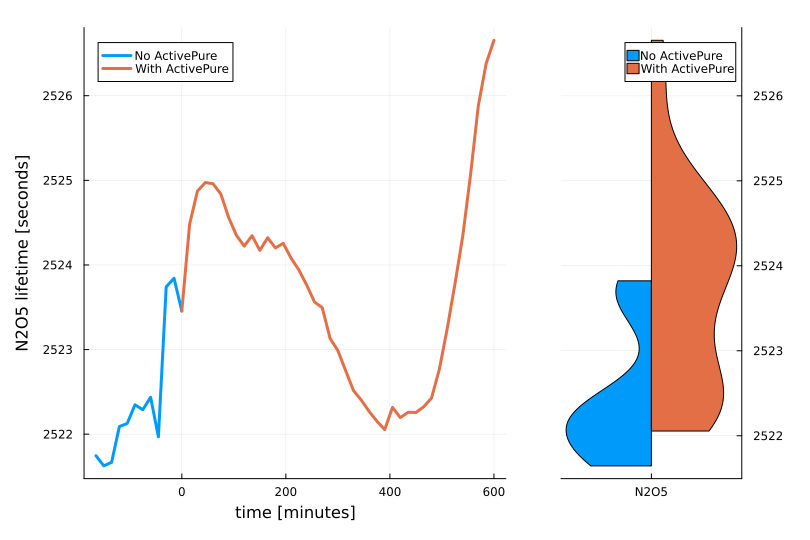 No ActivePure
With ActivePure
2526
2525
2524
2523
2522
N2O5 lifetime [seconds]
0
200
400
600
time [minutes]
No ActivePure
With ActivePure
2526
2525
2524
2523
2522
N2O5